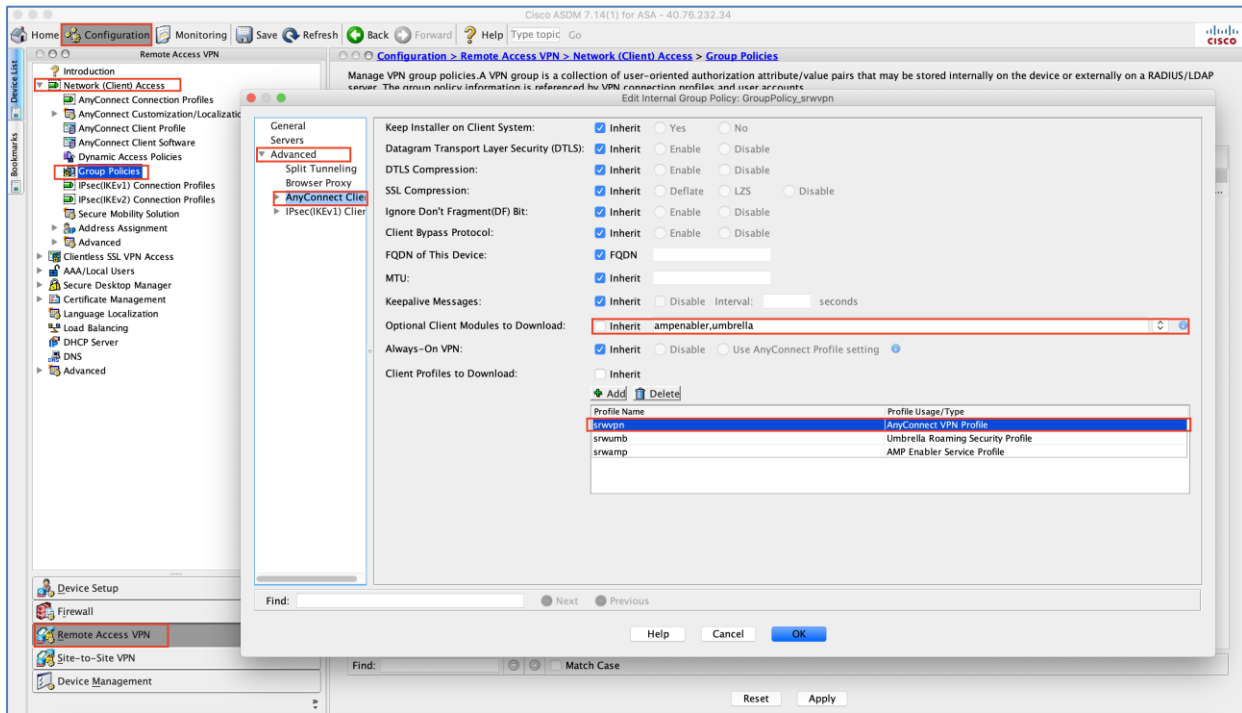 Cisco ASDM 7.14(1) for ASA - 40.76.232.34
Home Configuration Monitoring Save Refresh Back Forward Help Type topic Go
CISCO
Device List
Bookmarks
Remote Access VPN
Introduction
Network (Client) Access
AnyConnect Connection Profiles
AnyConnect Customization/Localizatio
AnyConnect Client Profile
AnyConnect Client Software
Dynamic Access Policies
Group Policies
IPsec(IKEv1) Connection Profiles
IPsec(IKEv2) Connection Profiles
Secure Mobility Solution
Address Assignment
Advanced
Clientless SSL VPN Access
AAA/Local Users
Secure Desktop Manager
Certificate Management
Language Localization
Load Balancing
DHCP Server
DNS
Advanced
Device Setup
Firewall
Remote Access VPN
Site-to-Site VPN
Device Management
Configuration > Remote Access VPN > Network (Client) Access > Group Policies
Manage VPN group policies.A VPN group is a collection of user-oriented authorization attribute/value pairs that may be stored internally on the device or externally on a RADIUS/LDAP
server. The group policy information is referenced by VPN connection profiles and user accounts.
Edit Internal Group Policy: GroupPolicy_srwvpn
General
Servers
Advanced
Split Tunneling
Browser Proxy
AnyConnect Clie
IPsec(IKEv1) Clier
Keep Installer on Client System: Inherit Yes No
Datagram Transport Layer Security (DTLS): Inherit Enable Disable
DTLS Compression: Inherit Enable Disable
SSL Compression: Inherit Deflate LZS Disable
Ignore Don't Fragment(DF) Bit: Inherit Enable Disable
Client Bypass Protocol: Inherit Enable Disable
FQDN of This Device: FQDN
MTU: Inherit
Keepalive Messages: Inherit Disable Interval: seconds
Optional Client Modules to Download: Inherit ampenabler,umbrella
Always-On VPN: Inherit Disable Use AnyConnect Profile setting
Client Profiles to Download: Inherit
Add Delete
Profile Name Profile Usage/Type
srwvpn AnyConnect VPN Profile
srwumb Umbrella Roaming Security Profile
srwamp AMP Enabler Service Profile
Find: Next Previous
Help Cancel OK
Find: Match Case
Reset Apply